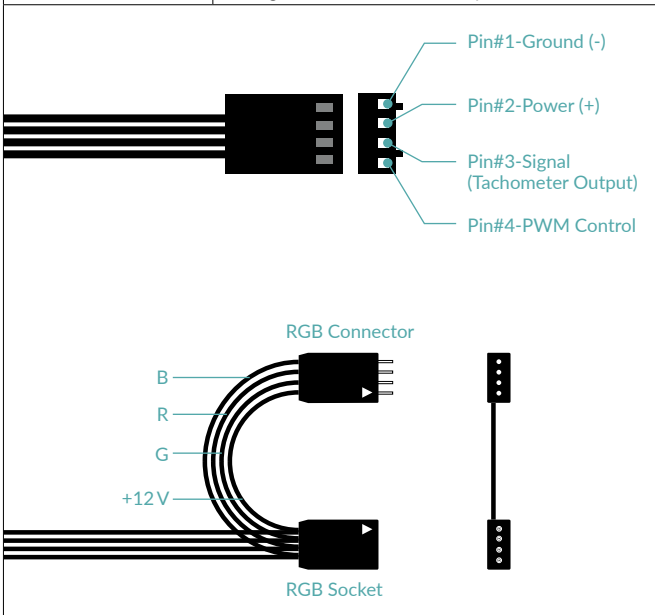 Pin#1-Ground (-)
Pin#2-Power (+)
Pin#3-Signal
(Tachometer Output)
Pin#4-PWM Control
RGB Connector
B
R
G
+12 V
RGB Socket